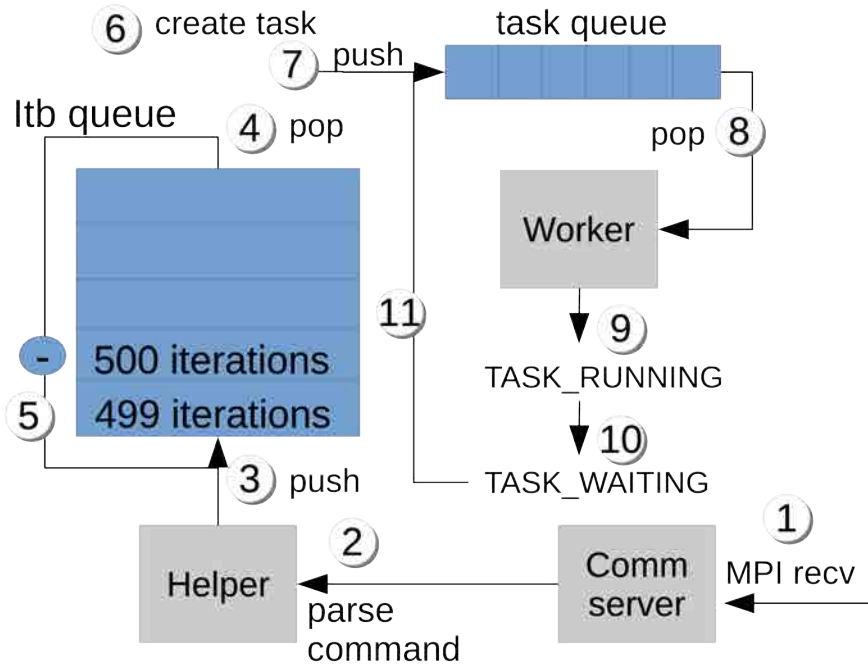 6 create task
task queue
7 push
Itb queue
4 pop
pop 8
Worker
11
9
-
500 iterations
TASK_RUNNING
5
499 iterations
10
3 push
TASK_WAITING
1
2
Helper
Comm
server
MPI recv
parse
command